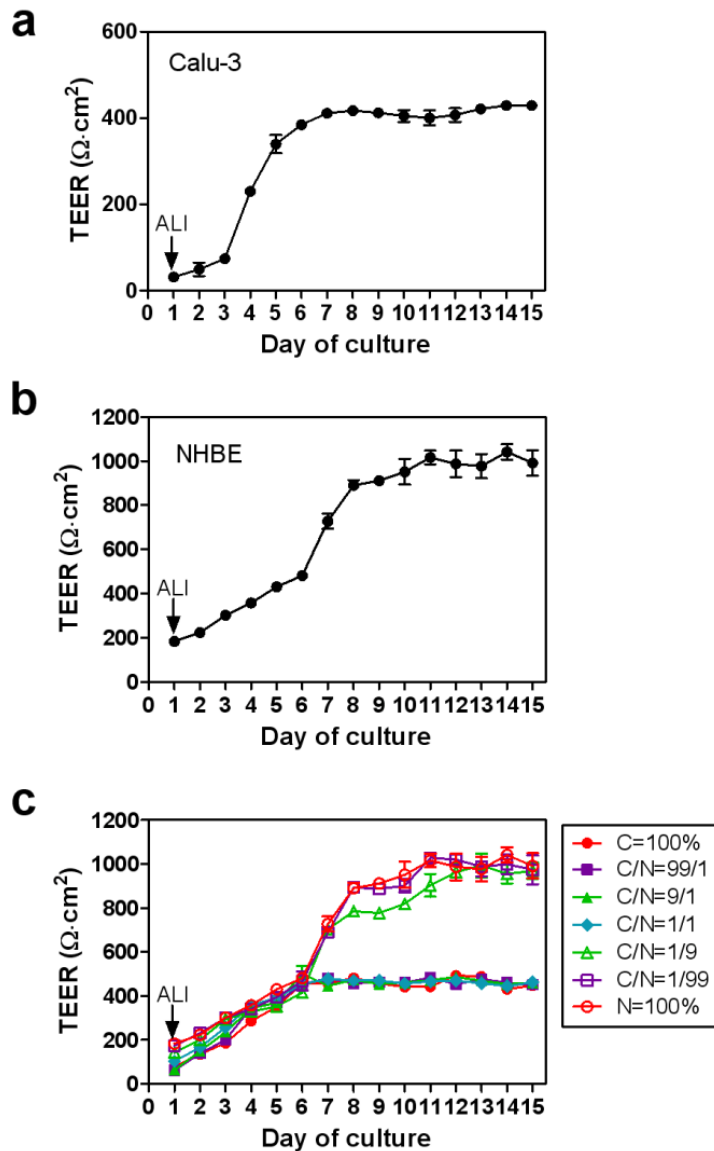 a
600
400
200
0
TEER (Ω·cm²)
Calu-3
ALI
0 1 2 3 4 5 6 7 8 9 10 11 12 13 14 15
Day of culture
b
1200
1000
800
600
400
200
0
TEER (Ω·cm²)
NHBE
ALI
0 1 2 3 4 5 6 7 8 9 10 11 12 13 14 15
Day of culture
c
1200
1000
800
600
400
200
0
TEER (Ω·cm²)
ALI
0 1 2 3 4 5 6 7 8 9 10 11 12 13 14 15
Day of culture
C=100%
C/N=99/1
C/N=9/1
C/N=1/1
C/N=1/9
C/N=1/99
N=100%